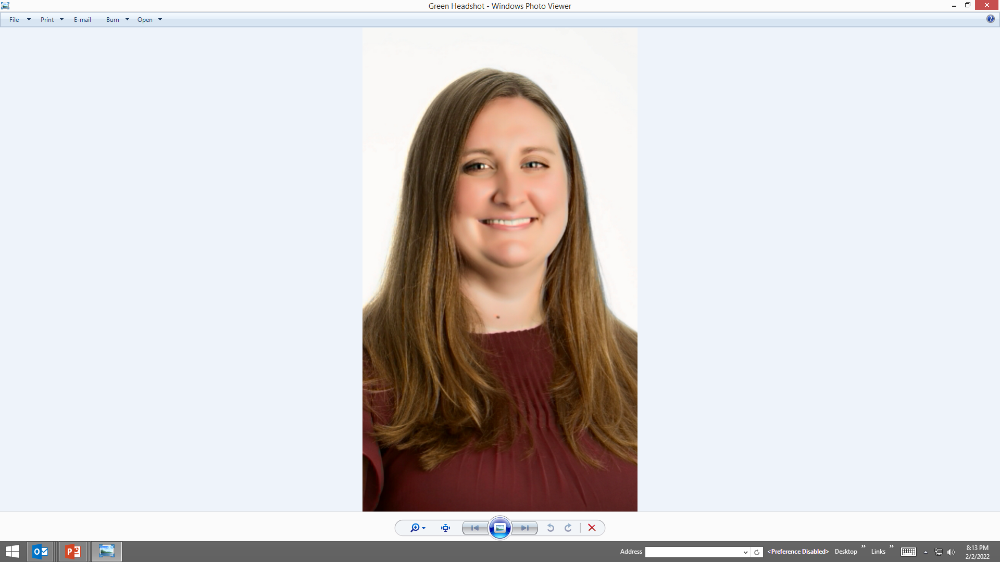 Green Headshot - Windows Photo Viewer
File Print E-mail Burn Open
Address <Preference Disabled> Desktop » Links » 8:13 PM
2/2/2022